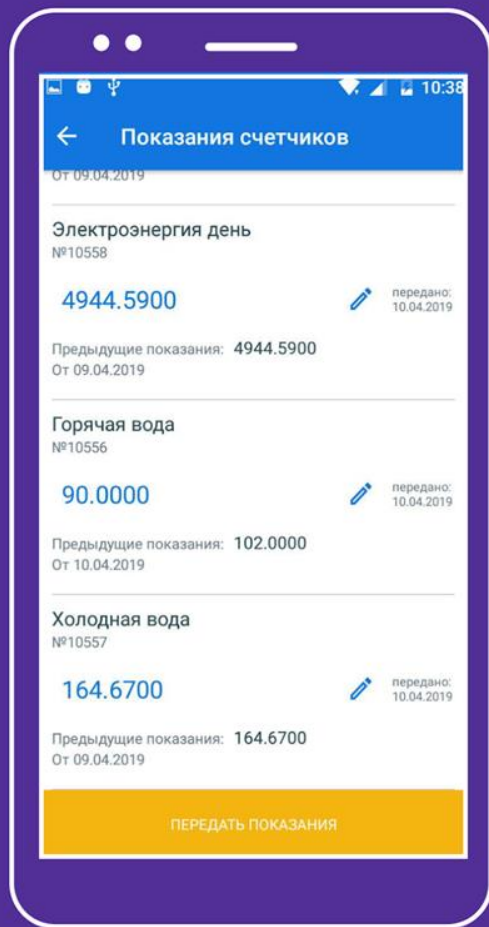 10:38
Показания счетчиков
От 09.04.2019
Электроэнергия день
№10558
4944.5900
передано:
10.04.2019
Предыдущие показания: 4944.5900
От 09.04.2019
Горячая вода
№10556
90.0000
передано:
10.04.2019
Предыдущие показания: 102.0000
От 10.04.2019
Холодная вода
№10557
164.6700
передано:
10.04.2019
Предыдущие показания: 164.6700
От 09.04.2019
ПЕРЕДАТЬ ПОКАЗАНИЯ